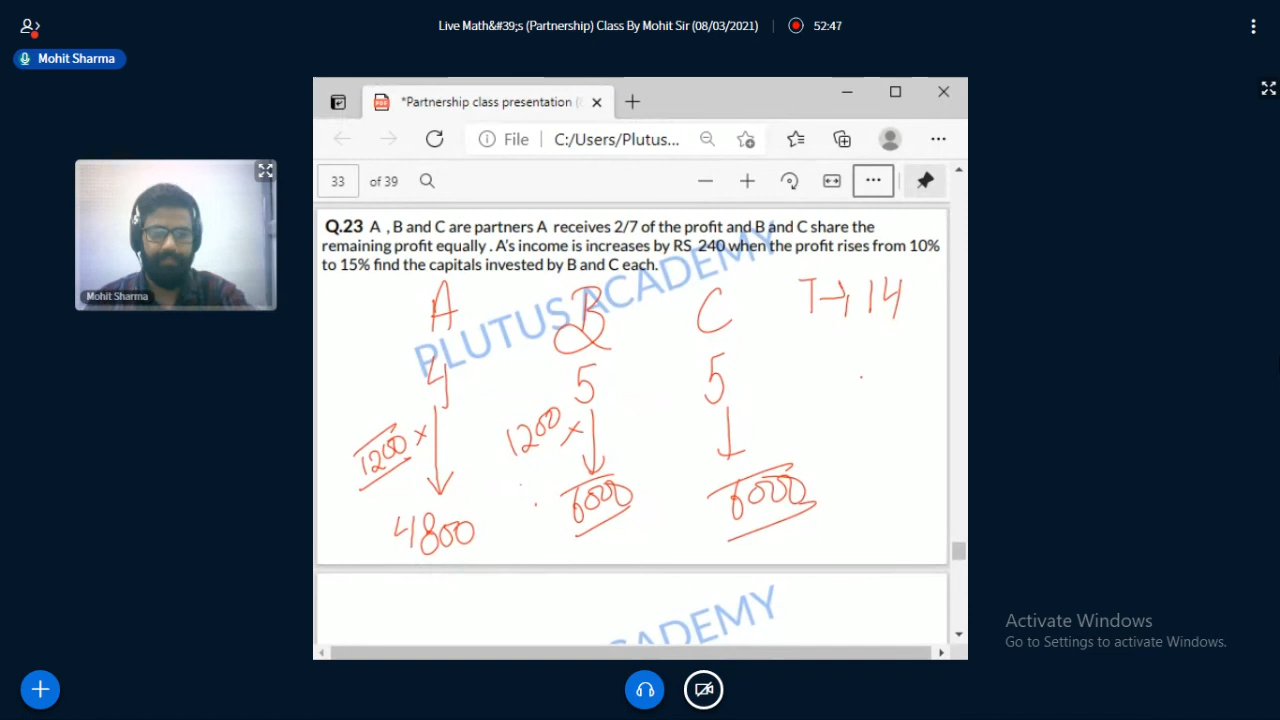 Live Math&#39;s (Partnership) Class By Mohit Sir (08/03/2021)
52:47
Mohit Sharma
*Partnership class presentation (
File
C:/Users/Plutus...
33
of 39
Mohit Sharma
Q.23 A , B and C are partners A receives 2/7 of the profit and B and C share the
remaining profit equally . A's income is increases by RS 240 when the profit rises from 10%
to 15% find the capitals invested by B and C each.
PLUTUS ACADEMY
A B C T→ 14
4 5 5
1200 × 1200 ×
4800 6000 6000
DEMY
Activate Windows
Go to Settings to activate Windows.